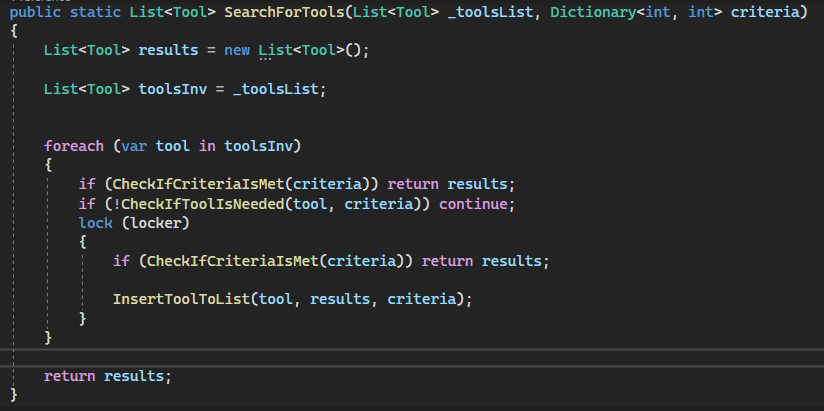 public static List<Tool> SearchForTools(List<Tool> _toolsList, Dictionary<int, int> criteria)
{
List<Tool> results = new List<Tool>();
List<Tool> toolsInv = _toolsList;
foreach (var tool in toolsInv)
{
if (CheckIfCriteriaIsMet(criteria)) return results;
if (!CheckIfToolIsNeeded(tool, criteria)) continue;
lock (locker)
{
if (CheckIfCriteriaIsMet(criteria)) return results;
InsertToolToList(tool, results, criteria);
}
}
return results;
}